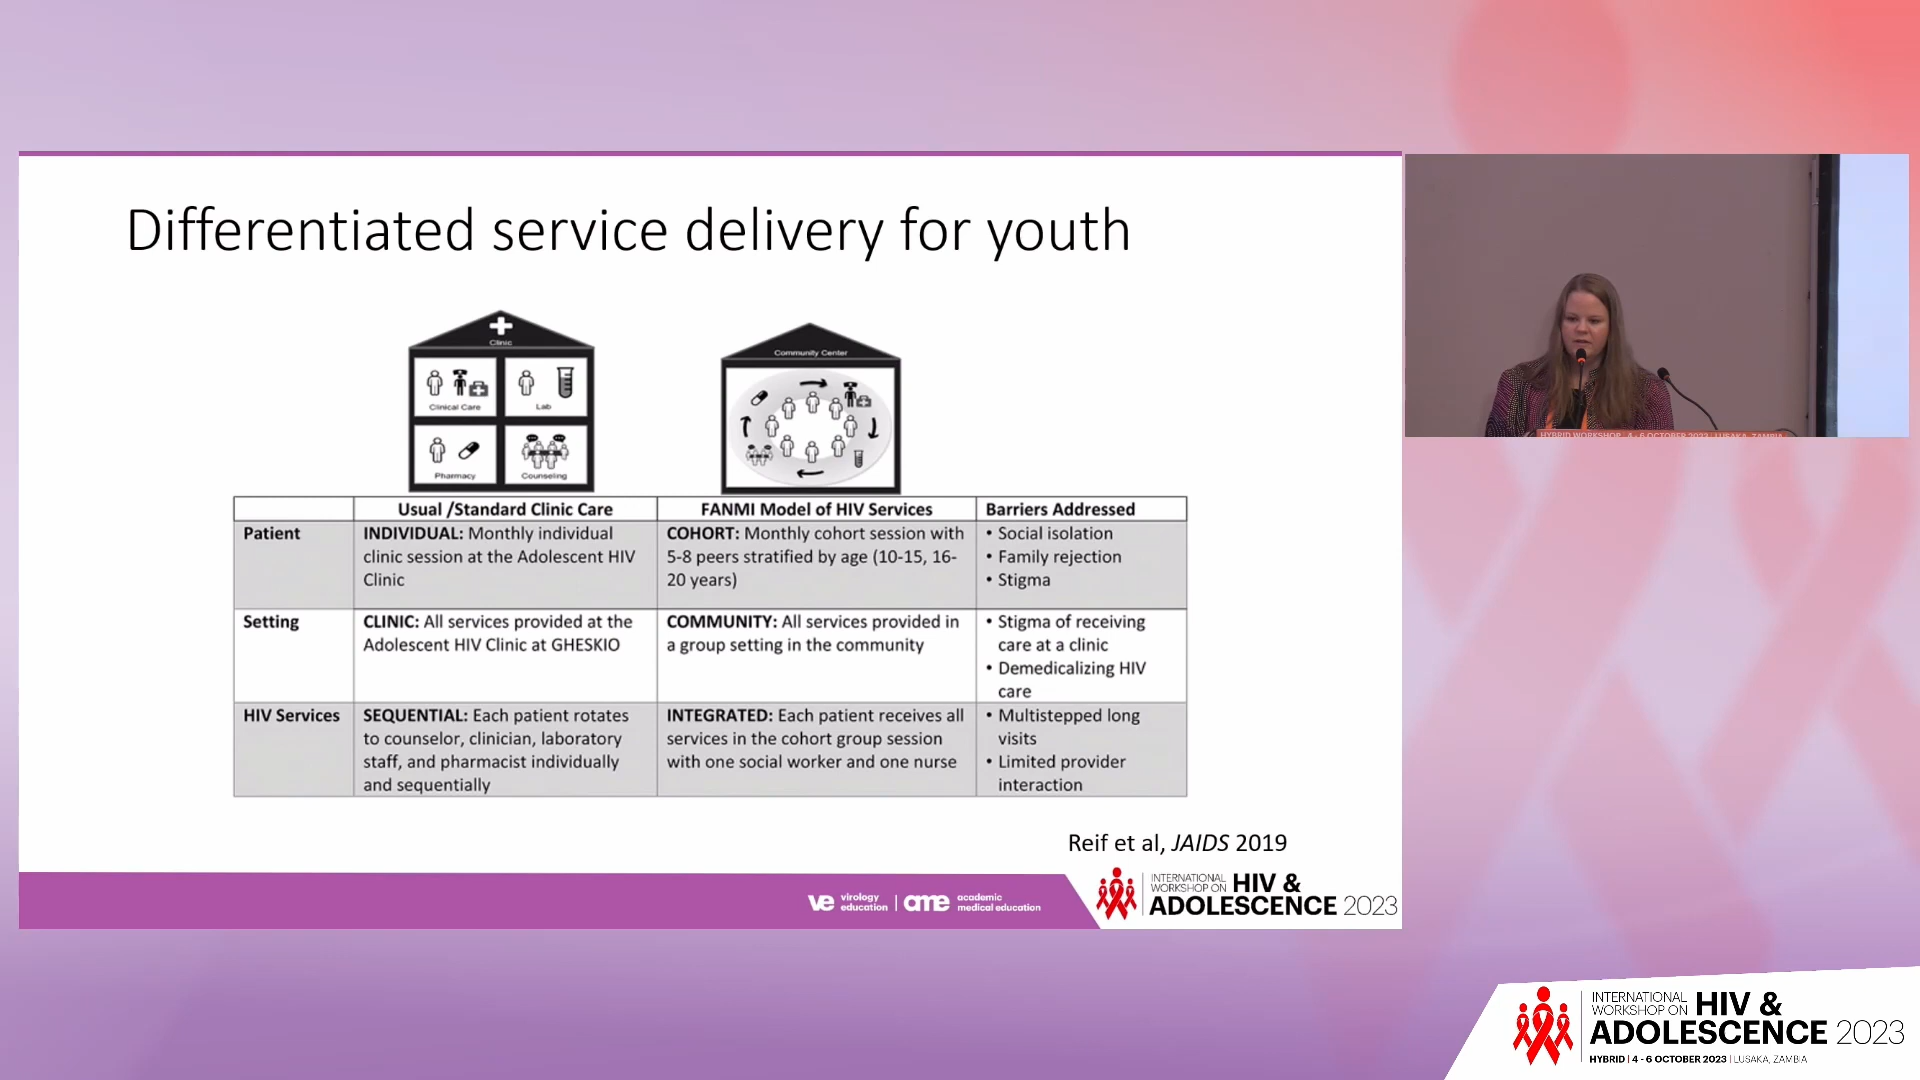 Differentiated service delivery for youth
Clinic
Clinical Care
Lab
Pharmacy
Counseling
Community Center
Usual /Standard Clinic Care
FANMI Model of HIV Services
Barriers Addressed
Patient
INDIVIDUAL: Monthly individual
clinic session at the Adolescent HIV
Clinic
COHORT: Monthly cohort session with
5-8 peers stratified by age (10-15, 16-
20 years)
• Social isolation
• Family rejection
• Stigma
Setting
CLINIC: All services provided at the
Adolescent HIV Clinic at GHESKIO
COMMUNITY: All services provided in
a group setting in the community
• Stigma of receiving
care at a clinic
• Demedicalizing HIV
care
HIV Services
SEQUENTIAL: Each patient rotates
to counselor, clinician, laboratory
staff, and pharmacist individually
and sequentially
INTEGRATED: Each patient receives all
services in the cohort group session
with one social worker and one nurse
• Multistepped long
visits
• Limited provider
interaction
Reif et al, JAIDS 2019
ve virology education | ame academic medical education
INTERNATIONAL
WORKSHOP ON HIV &
ADOLESCENCE 2023
HYBRID WORKSHOP 4 - 6 OCTOBER 2023 | LUSAKA, ZAMBIA
INTERNATIONAL
WORKSHOP ON HIV &
ADOLESCENCE 2023
HYBRID | 4 - 6 OCTOBER 2023 | LUSAKA, ZAMBIA